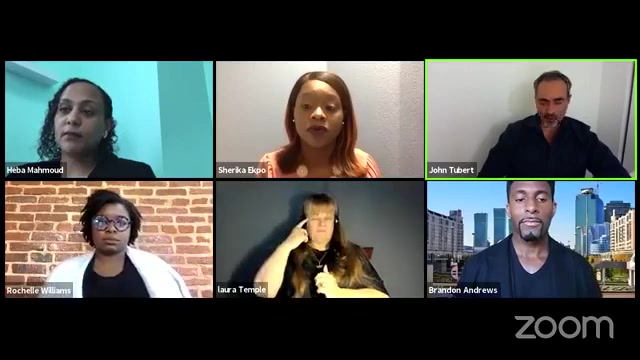 Heba Mahmoud
Sherika Ekpo
John Tubert
Rochelle Williams
laura Temple
Brandon Andrews
zoom